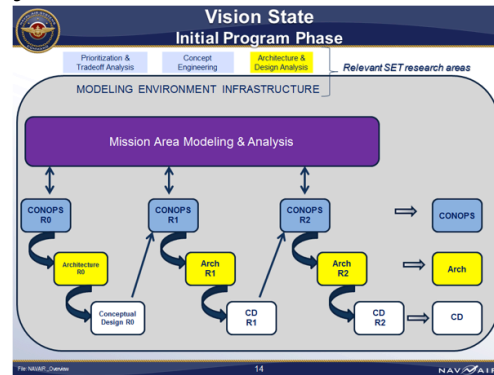 Vision State
Initial Program Phase
Prioritization &
Tradeoff Analysis
Concept
Engineering
Architecture &
Design Analysis
Relevant SET research areas
MODELING ENVIRONMENT INFRASTRUCTURE
Mission Area Modeling & Analysis
CONOPS
R0
CONOPS
R1
CONOPS
R2
CONOPS
Architecture
R0
Arch
R1
Arch
R2
Arch
Conceptual
Design R0
CD
R1
CD
R2
CD
File: NAVAIR_Overview
14
NAVAIR